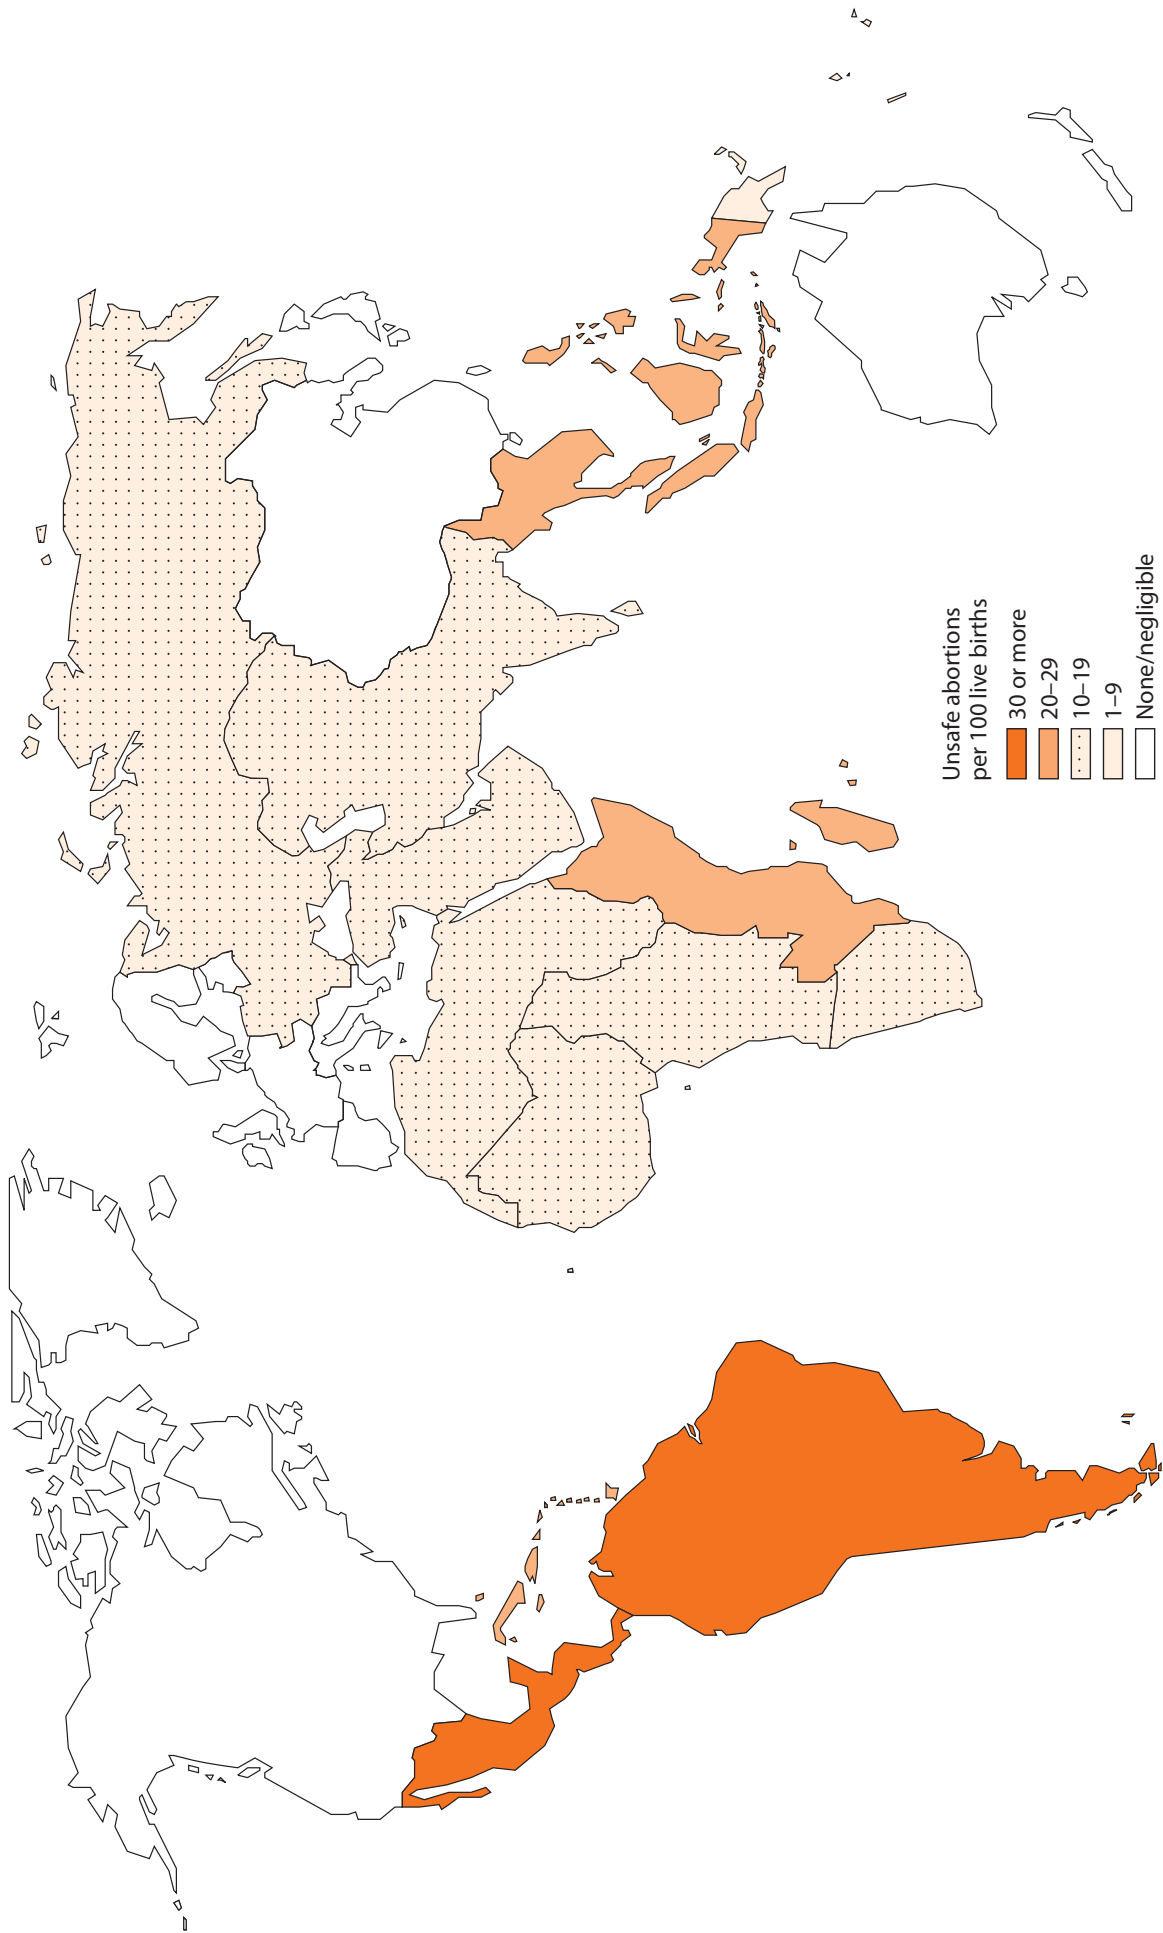 Unsafe abortions
per 100 live births
30 or more
20–29
10–19
1–9
None/negligible